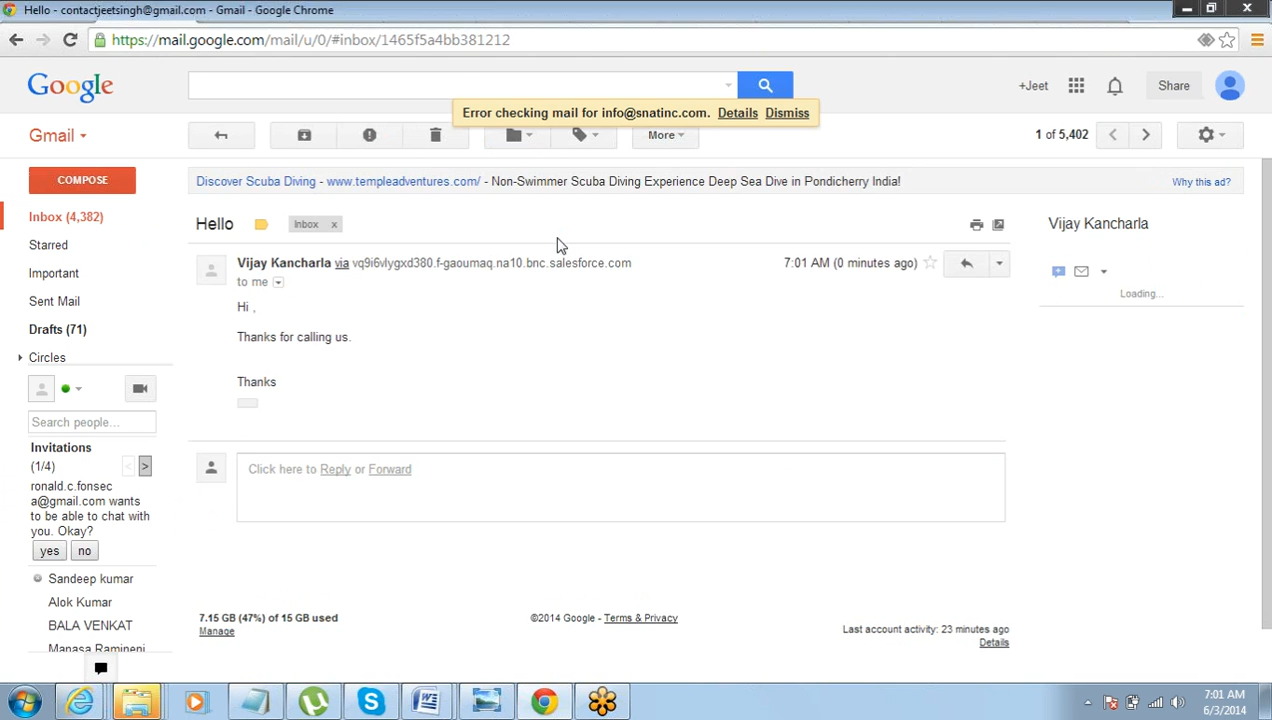 Hello - contactjeetsingh@gmail.com - Gmail - Google Chrome
https://mail.google.com/mail/u/0/#inbox/1465f5a4bb381212
Google
+Jeet
Share
Error checking mail for info@snatinc.com. Details Dismiss
Gmail
More
1 of 5,402
COMPOSE
Discover Scuba Diving - www.templeadventures.com/ - Non-Swimmer Scuba Diving Experience Deep Sea Dive in Pondicherry India!
Why this ad?
Inbox (4,382)
Starred
Important
Sent Mail
Drafts (71)
Circles
Search people...
Invitations
(1/4)
< >
ronald.c.fonsec
a@gmail.com wants
to be able to chat with
you. Okay?
yes no
Sandeep kumar
Alok Kumar
BALA VENKAT
Manasa Ramineni
Hello
Inbox x
Vijay Kancharla via vq9i6vlygxd380.f-gaoumaq.na10.bnc.salesforce.com
7:01 AM (0 minutes ago)
to me
Hi ,
Thanks for calling us.
Thanks
Click here to Reply or Forward
Vijay Kancharla
Loading...
7.15 GB (47%) of 15 GB used
Manage
©2014 Google - Terms & Privacy
Last account activity: 23 minutes ago
Details
7:01 AM
6/3/2014